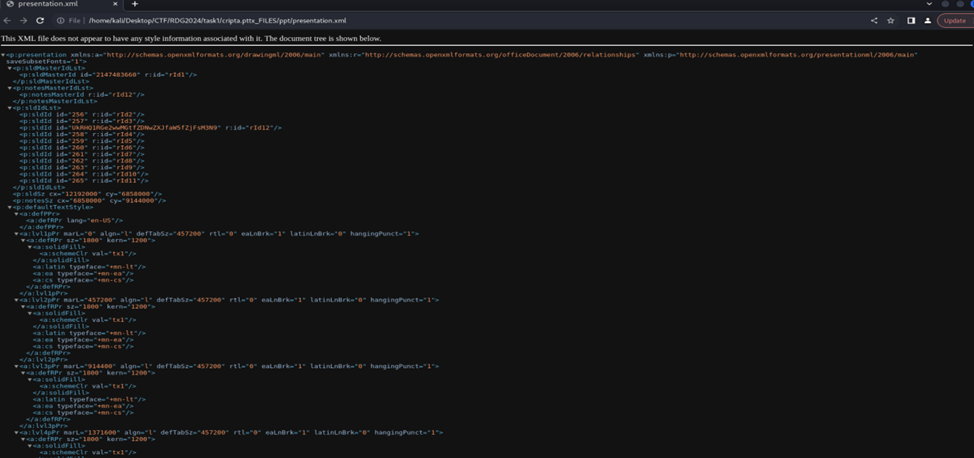 presentation.xml
File /home/kali/Desktop/CTF/RDG2024/task1/cripta.pptx_FILES/ppt/presentation.xml Update
This XML file does not appear to have any style information associated with it. The document tree is shown below.
▼<p:presentation xmlns:a="http://schemas.openxmlformats.org/drawingml/2006/main" xmlns:r="http://schemas.openxmlformats.org/officeDocument/2006/relationships" xmlns:p="http://schemas.openxmlformats.org/presentationml/2006/main"
saveSubsetFonts="1">
▼<p:sldMasterIdLst>
<p:sldMasterId id="2147483660" r:id="rId1"/>
</p:sldMasterIdLst>
▼<p:notesMasterIdLst>
<p:notesMasterId r:id="rId12"/>
</p:notesMasterIdLst>
▼<p:sldIdLst>
<p:sldId id="256" r:id="rId2"/>
<p:sldId id="257" r:id="rId3"/>
<p:sldId r:id="rId12"/>
<p:sldId id="258" r:id="rId4"/>
<p:sldId id="259" r:id="rId5"/>
<p:sldId id="260" r:id="rId6"/>
<p:sldId id="261" r:id="rId7"/>
<p:sldId id="262" r:id="rId8"/>
<p:sldId id="263" r:id="rId9"/>
<p:sldId id="264" r:id="rId10"/>
<p:sldId id="265" r:id="rId11"/>
</p:sldIdLst>
<p:sldSz cx="12192000" cy="6858000"/>
<p:notesSz cx="6858000" cy="9144000"/>
▼<p:defaultTextStyle>
▼<a:defPPr>
<a:defRPr lang="en-US"/>
</a:defPPr>
▼<a:lvl1pPr marL="0" algn="l" defTabSz="457200" rtl="0" eaLnBrk="1" latinLnBrk="0" hangingPunct="1">
▼<a:defRPr sz="1800" kern="1200">
▼<a:solidFill>
<a:schemeClr val="tx1"/>
</a:solidFill>
<a:latin typeface="+mn-lt"/>
<a:ea typeface="+mn-ea"/>
<a:cs typeface="+mn-cs"/>
</a:defRPr>
</a:lvl1pPr>
▼<a:lvl2pPr marL="457200" algn="l" defTabSz="457200" rtl="0" eaLnBrk="1" latinLnBrk="0" hangingPunct="1">
▼<a:defRPr sz="1800" kern="1200">
▼<a:solidFill>
<a:schemeClr val="tx1"/>
</a:solidFill>
<a:latin typeface="+mn-lt"/>
<a:ea typeface="+mn-ea"/>
<a:cs typeface="+mn-cs"/>
</a:defRPr>
</a:lvl2pPr>
▼<a:lvl3pPr marL="914400" algn="l" defTabSz="457200" rtl="0" eaLnBrk="1" latinLnBrk="0" hangingPunct="1">
▼<a:defRPr sz="1800" kern="1200">
▼<a:solidFill>
<a:schemeClr val="tx1"/>
</a:solidFill>
<a:latin typeface="+mn-lt"/>
<a:ea typeface="+mn-ea"/>
<a:cs typeface="+mn-cs"/>
</a:defRPr>
</a:lvl3pPr>
▼<a:lvl4pPr marL="1371600" algn="l" defTabSz="457200" rtl="0" eaLnBrk="1" latinLnBrk="0" hangingPunct="1">
▼<a:defRPr sz="1800" kern="1200">
▼<a:solidFill>
<a:schemeClr val="tx1"/>